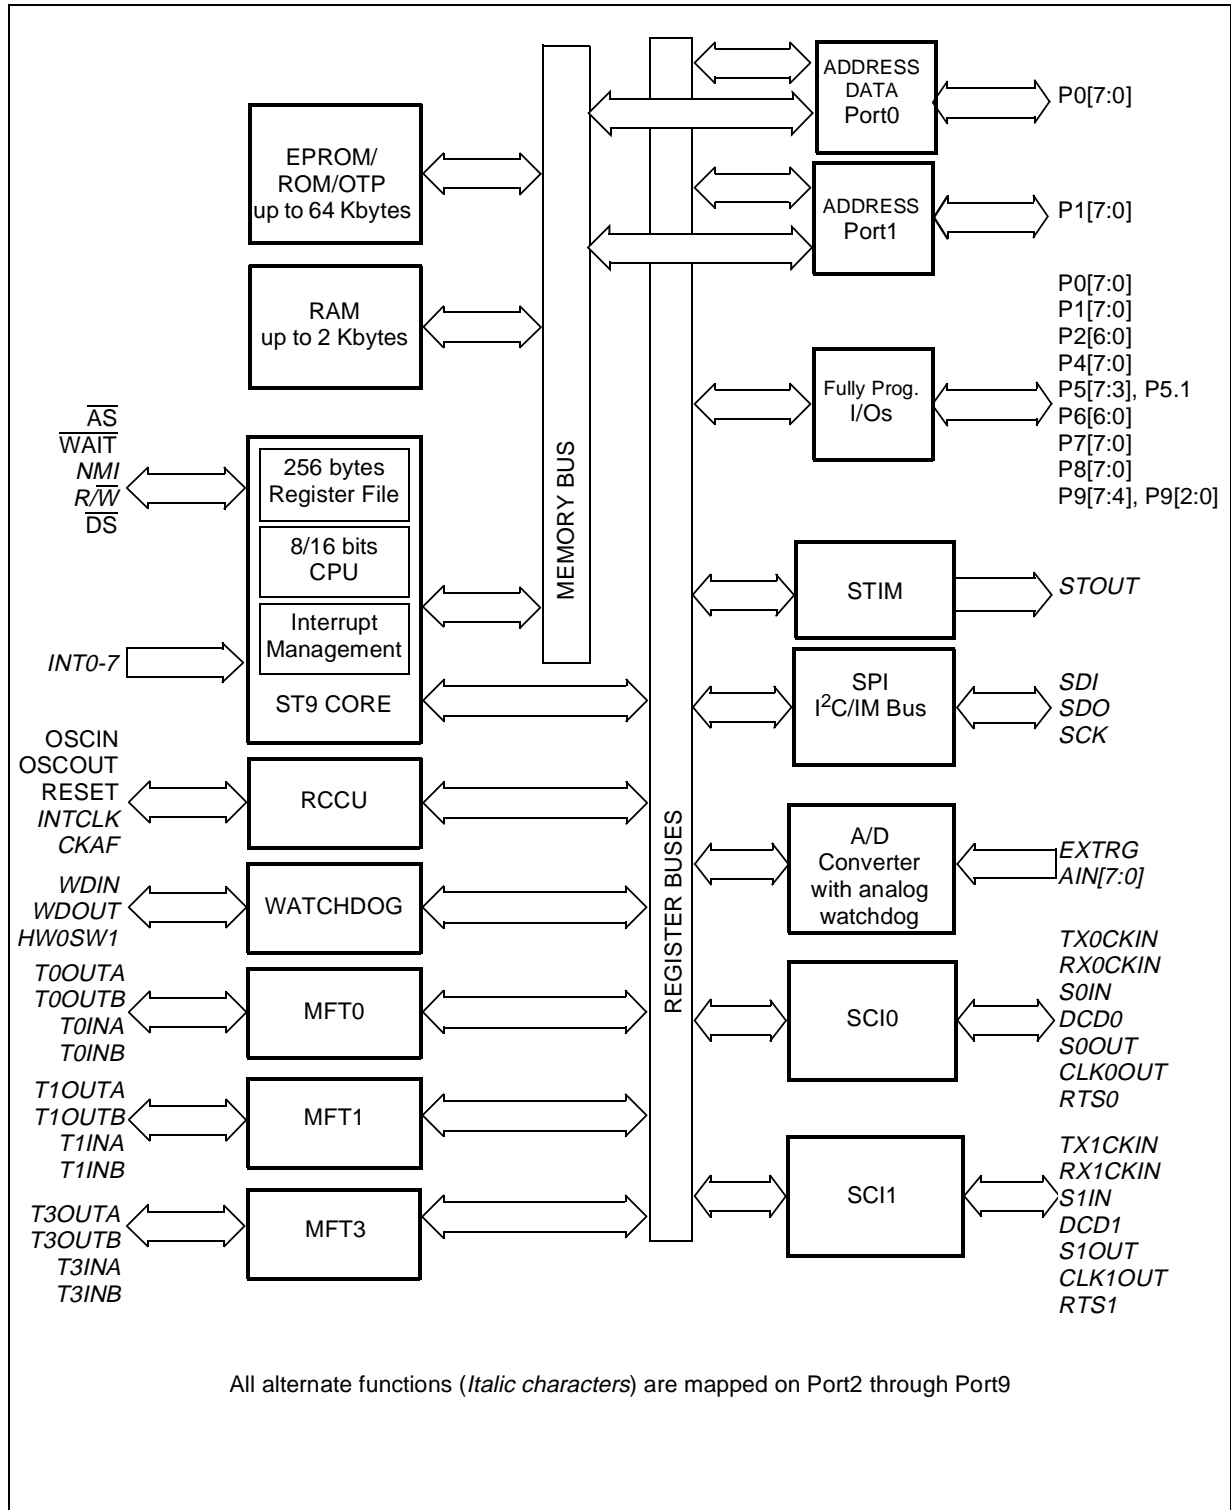 EPROM/
ROM/OTP
up to 64 Kbytes
RAM
up to 2 Kbytes
AS
WAIT
NMI
R/W
DS
256 bytes
Register File
8/16 bits
CPU
Interrupt
Management
ST9 CORE
INT0-7
OSCIN
OSCOUT
RESET
INTCLK
CKAF
RCCU
WDIN
WDOUT
HW0SW1
WATCHDOG
T0OUTA
T0OUTB
T0INA
T0INB
MFT0
T1OUTA
T1OUTB
T1INA
T1INB
MFT1
T3OUTA
T3OUTB
T3INA
T3INB
MFT3
MEMORY BUS
REGISTER BUSES
ADDRESS
DATA
Port0
P0[7:0]
ADDRESS
Port1
P1[7:0]
Fully Prog.
I/Os
P0[7:0]
P1[7:0]
P2[6:0]
P4[7:0]
P5[7:3], P5.1
P6[6:0]
P7[7:0]
P8[7:0]
P9[7:4], P9[2:0]
STIM
STOUT
SPI
I²C/IM Bus
SDI
SDO
SCK
A/D
Converter
with analog
watchdog
EXTRG
AIN[7:0]
SCI0
TX0CKIN
RX0CKIN
S0IN
DCD0
S0OUT
CLK0OUT
RTS0
SCI1
TX1CKIN
RX1CKIN
S1IN
DCD1
S1OUT
CLK1OUT
RTS1
All alternate functions (Italic characters) are mapped on Port2 through Port9